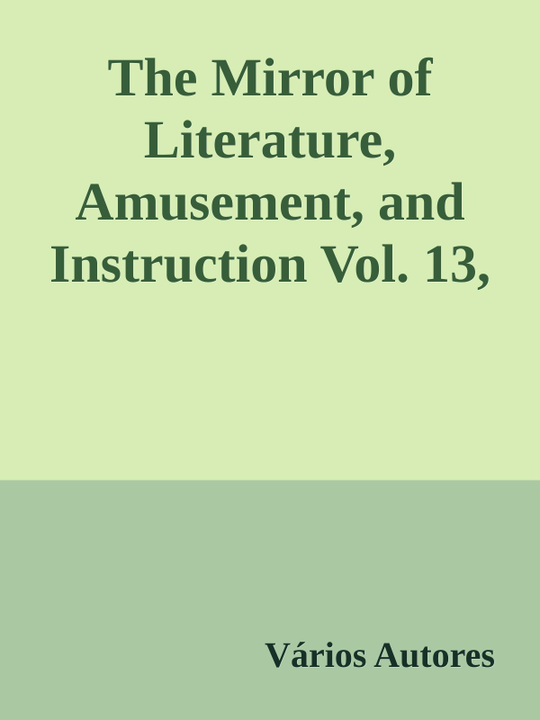 The Mirror of
Literature,
Amusement, and
Instruction Vol. 13,
Vários Autores